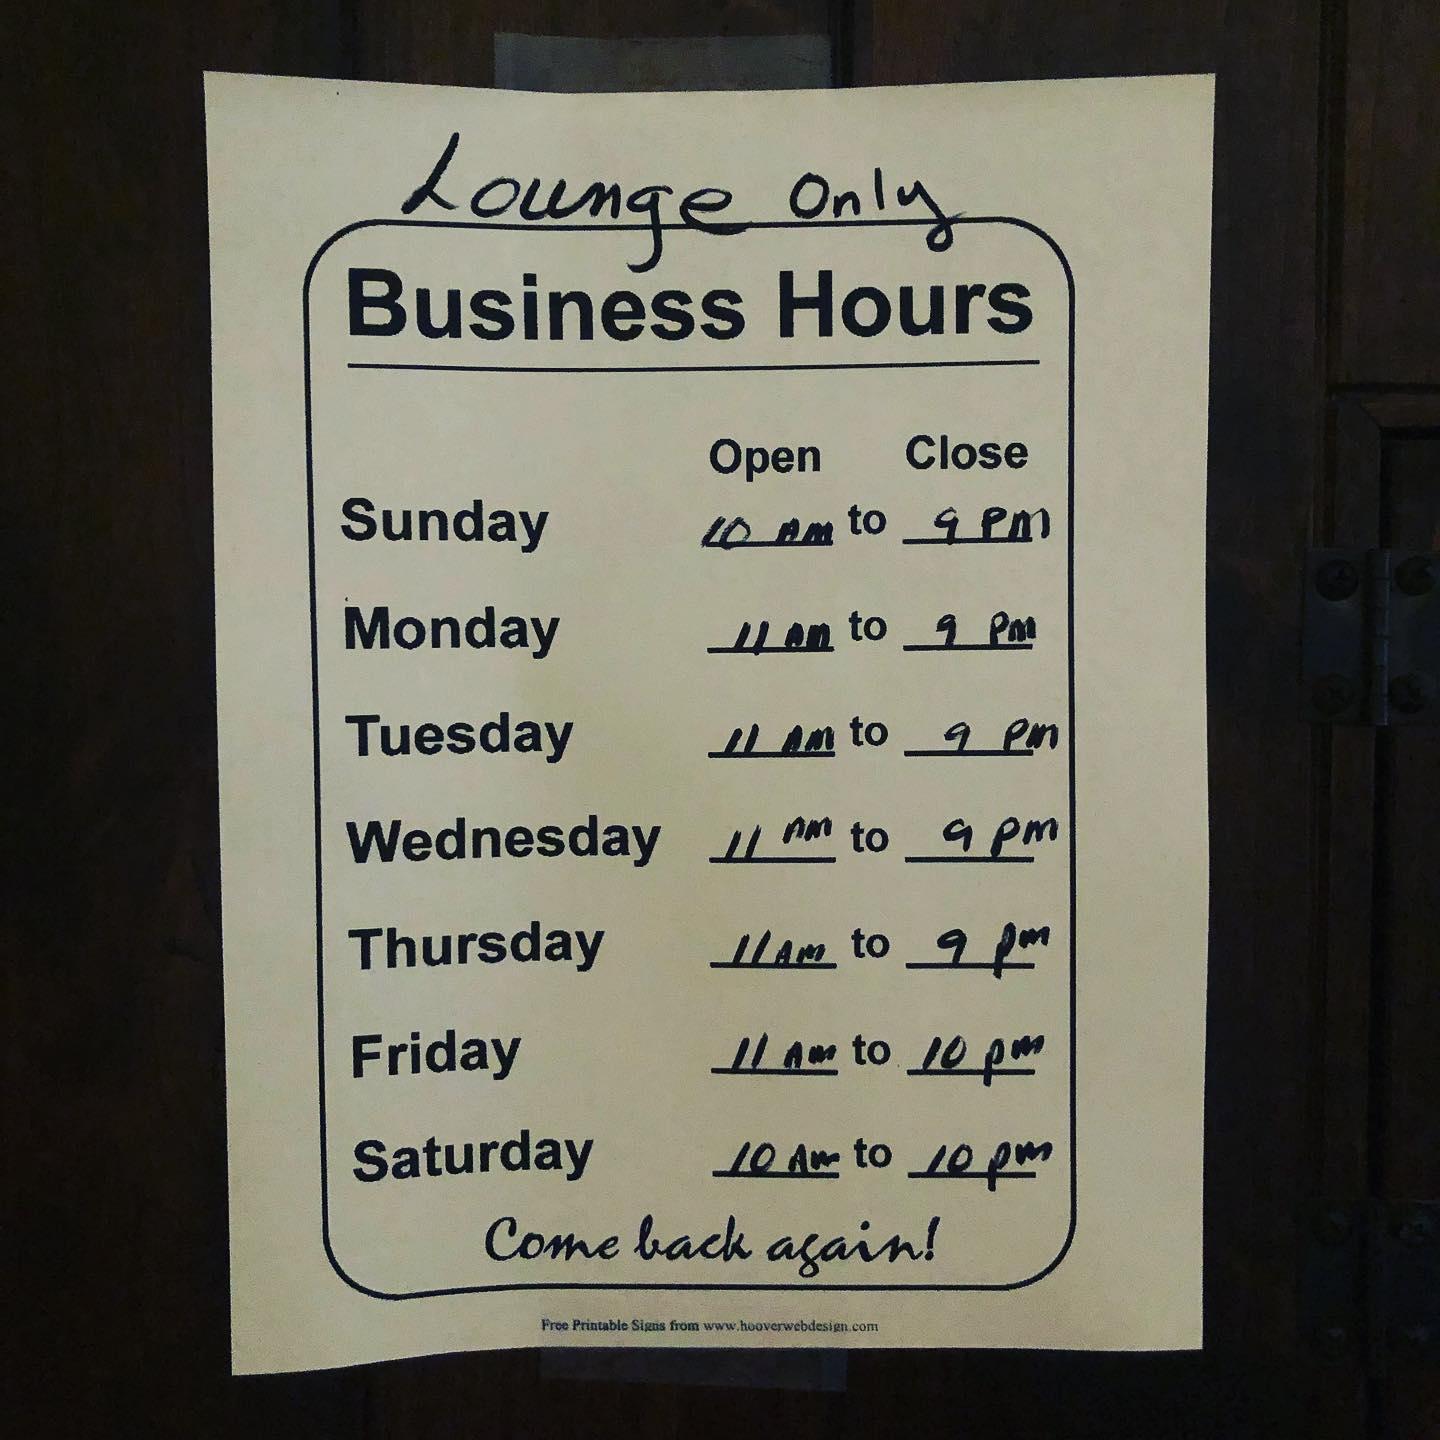 Lounge Only
Business Hours
Open Close
Sunday 10 AM to 9 PM
Monday 11 AM to 9 PM
Tuesday 11 AM to 9 PM
Wednesday 11 AM to 9 pm
Thursday 11 AM to 9 pm
Friday 11 Am to 10 pm
Saturday 10 Am to 10 pm
Come back again!
Free Printable Signs from www.hooverwebdesign.com